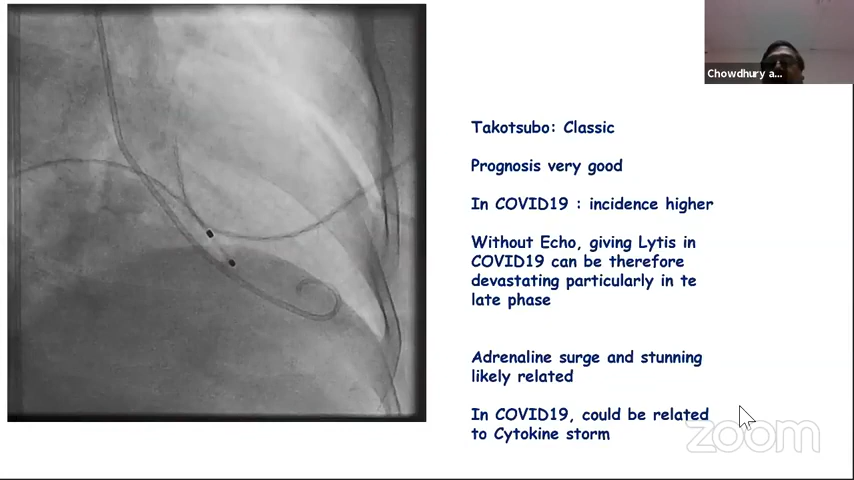 Chowdhury a...
Takotsubo: Classic
Prognosis very good
In COVID19 : incidence higher
Without Echo, giving Lytis in
COVID19 can be therefore
devastating particularly in te
late phase
Adrenaline surge and stunning
likely related
In COVID19, could be related
to Cytokine storm
zoom